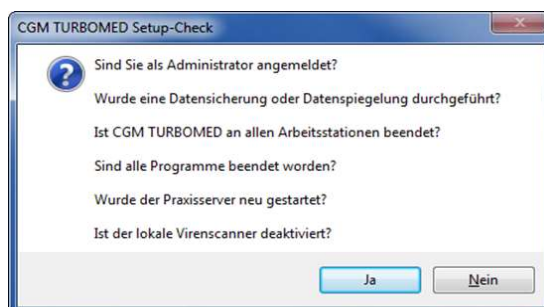 CGM TURBOMED Setup-Check
Sind Sie als Administrator angemeldet?
Wurde eine Datensicherung oder Datenspiegelung durchgeführt?
Ist CGM TURBOMED an allen Arbeitsstationen beendet?
Sind alle Programme beendet worden?
Wurde der Praxisserver neu gestartet?
Ist der lokale Virenscanner deaktiviert?
Ja
Nein